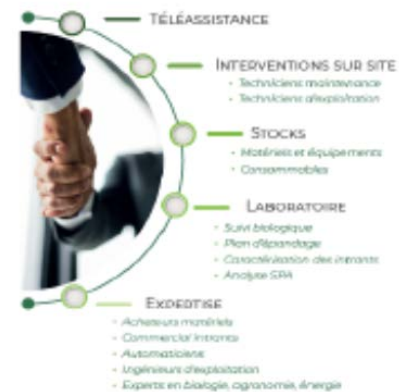 TÉLÉASSISTANCE
INTERVENTIONS SUR SITE
• Techniciens maintenance
• Techniciens d'exploitation
STOCKS
• Matériels et équipements
• Consommables
LABORATOIRE
• Suivi biologique
• Plan d'épandage
• Caractérisation des intrants
• Analyse SPA
EXPERTISE
• Acheteurs matériels
• Commercial intrants
• Automaticiens
• Ingénieurs d'exploitation
• Experts en biologie, agronomie, énergie